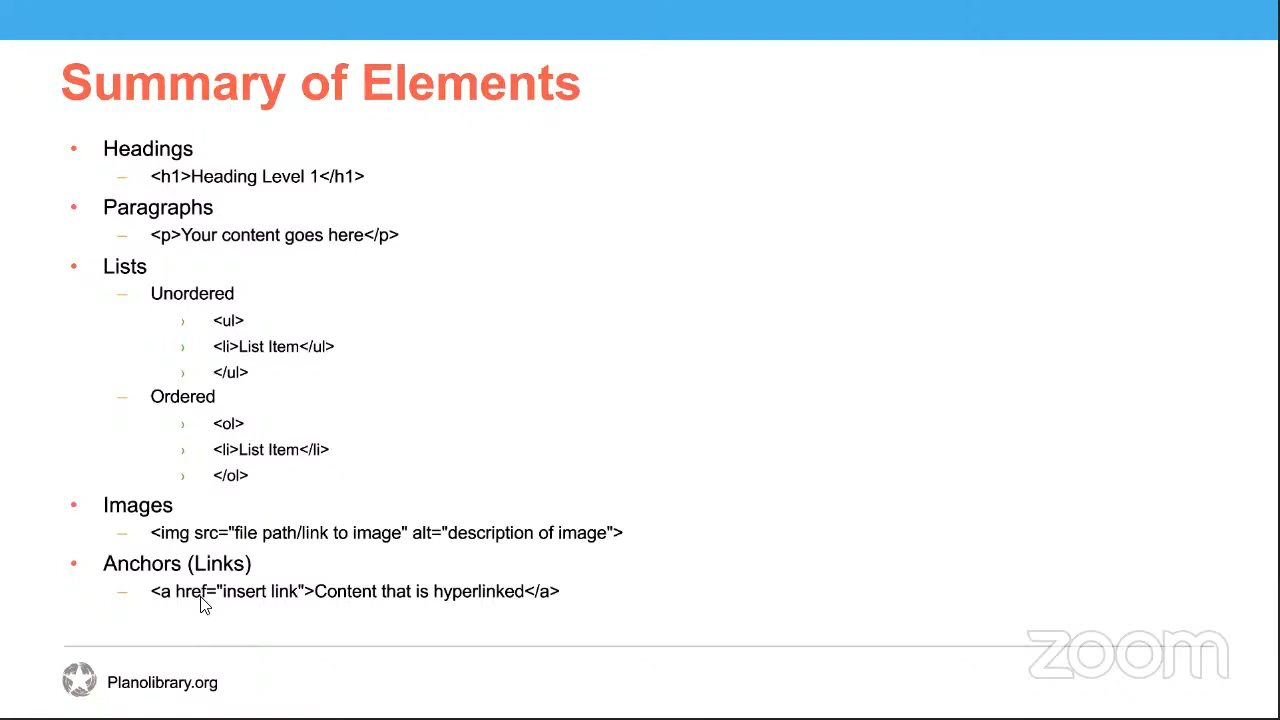 Summary of Elements
• Headings
– <h1>Heading Level 1</h1>
• Paragraphs
– <p>Your content goes here</p>
• Lists
– Unordered
› <ul>
› <li>List Item</ul>
› </ul>
– Ordered
› <ol>
› <li>List Item</li>
› </ol>
• Images
– <img src="file path/link to image" alt="description of image">
• Anchors (Links)
– <a href="insert link">Content that is hyperlinked</a>
zoom
Planolibrary.org